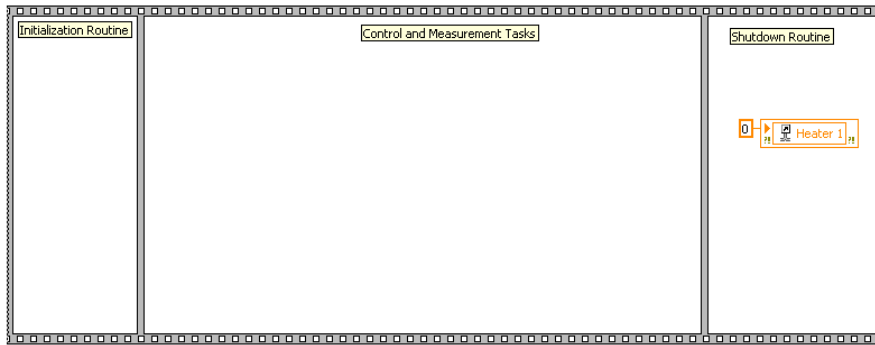 Initialization Routine
Control and Measurement Tasks
Shutdown Routine
0
Heater 1